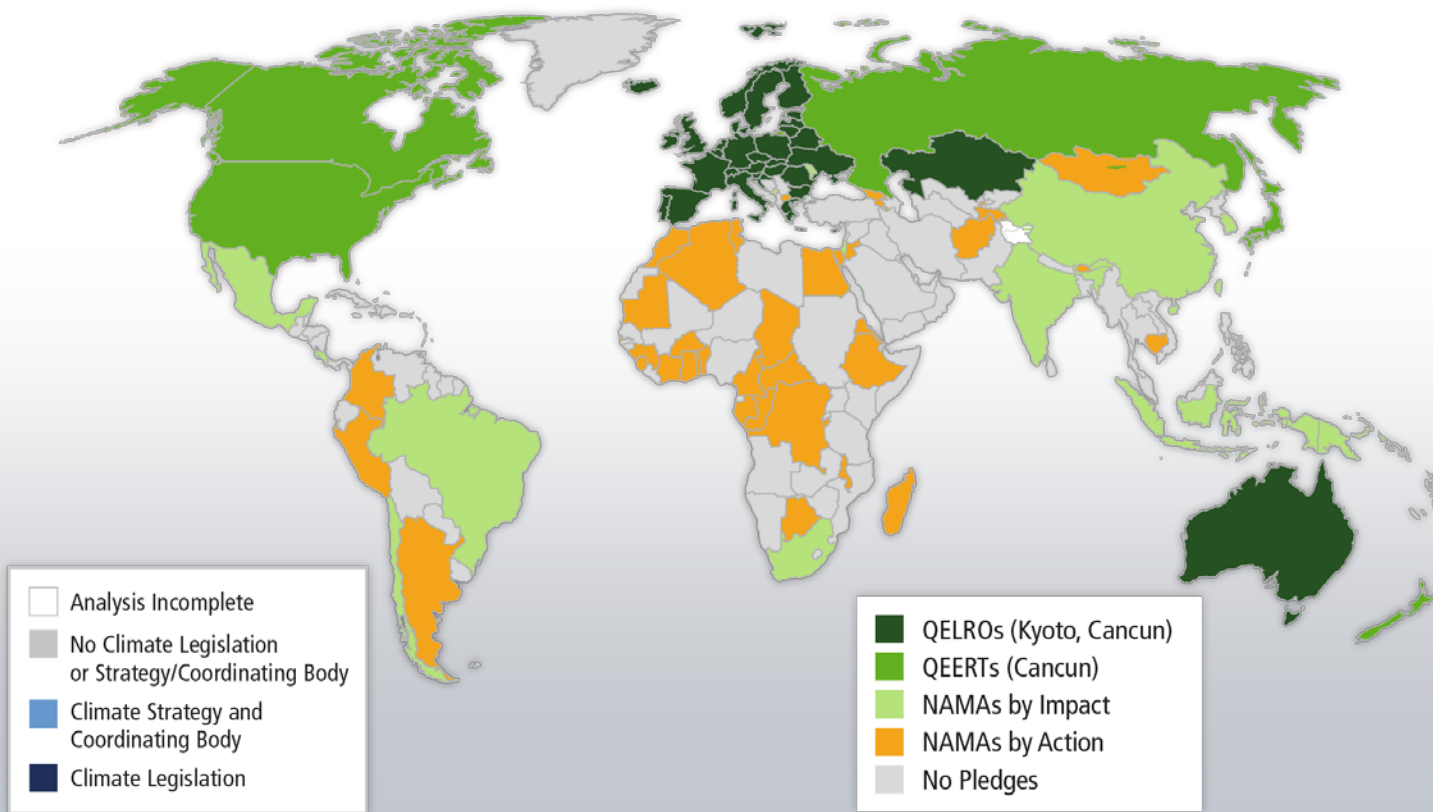 Analysis Incomplete
No Climate Legislation
or Strategy/Coordinating Body
Climate Strategy and
Coordinating Body
Climate Legislation
QELROs (Kyoto, Cancun)
QEERTs (Cancun)
NAMAs by Impact
NAMAs by Action
No Pledges